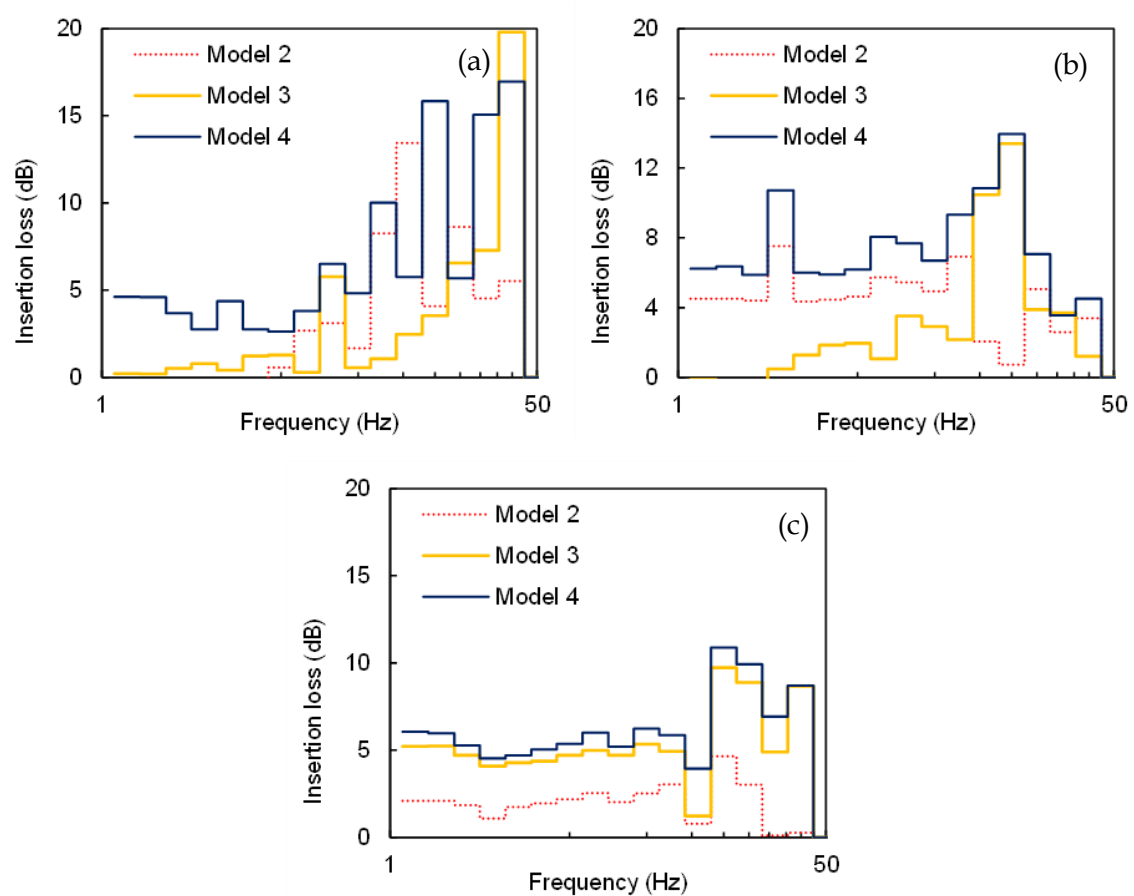 20
15
10
5
0
Insertion loss (dB)
Model 2
Model 3
Model 4
(a)
1
50
Frequency (Hz)
20
16
12
8
4
0
Insertion loss (dB)
Model 2
Model 3
Model 4
(b)
1
50
Frequency (Hz)
20
15
10
5
0
Insertion loss (dB)
Model 2
Model 3
Model 4
(c)
1
50
Frequency (Hz)